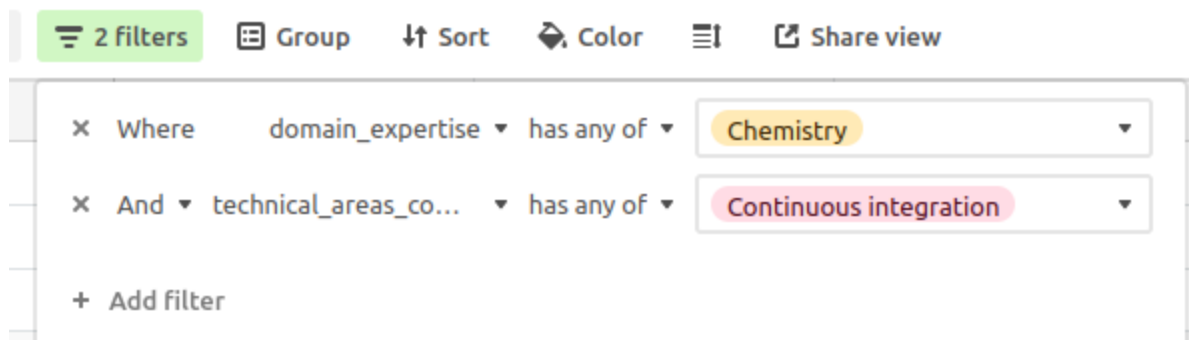 2 filters Group Sort Color Share view
Where domain_expertise has any of Chemistry
And technical_areas_co... has any of Continuous integration
+ Add filter